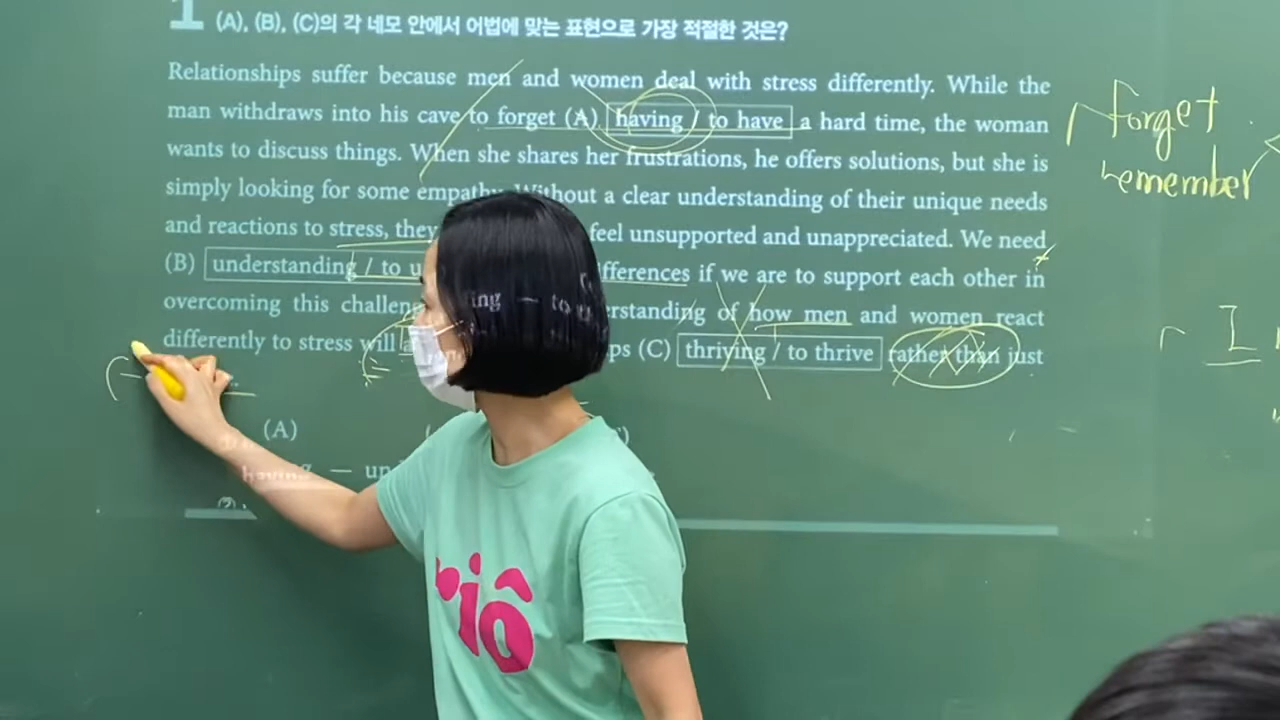 1 (A), (B), (C)의 각 네모 안에서 어법에 맞는 표현으로 가장 적절한 것은?
Relationships suffer because men and women deal with stress differently. While the
man withdraws into his cave to forget (A) having / to have a hard time, the woman
wants to discuss things. When she shares her frustrations, he offers solutions, but she is
simply looking for some empathy. Without a clear understanding of their unique needs
and reactions to stress, they feel unsupported and unappreciated. We need
(B) understanding / to u fferences if we are to support each other in
overcoming this challeng rstanding of how men and women react
differently to stress will a ps (C) thriving / to thrive rather than just
(A)
having — un
②
forget
remember
I
iô